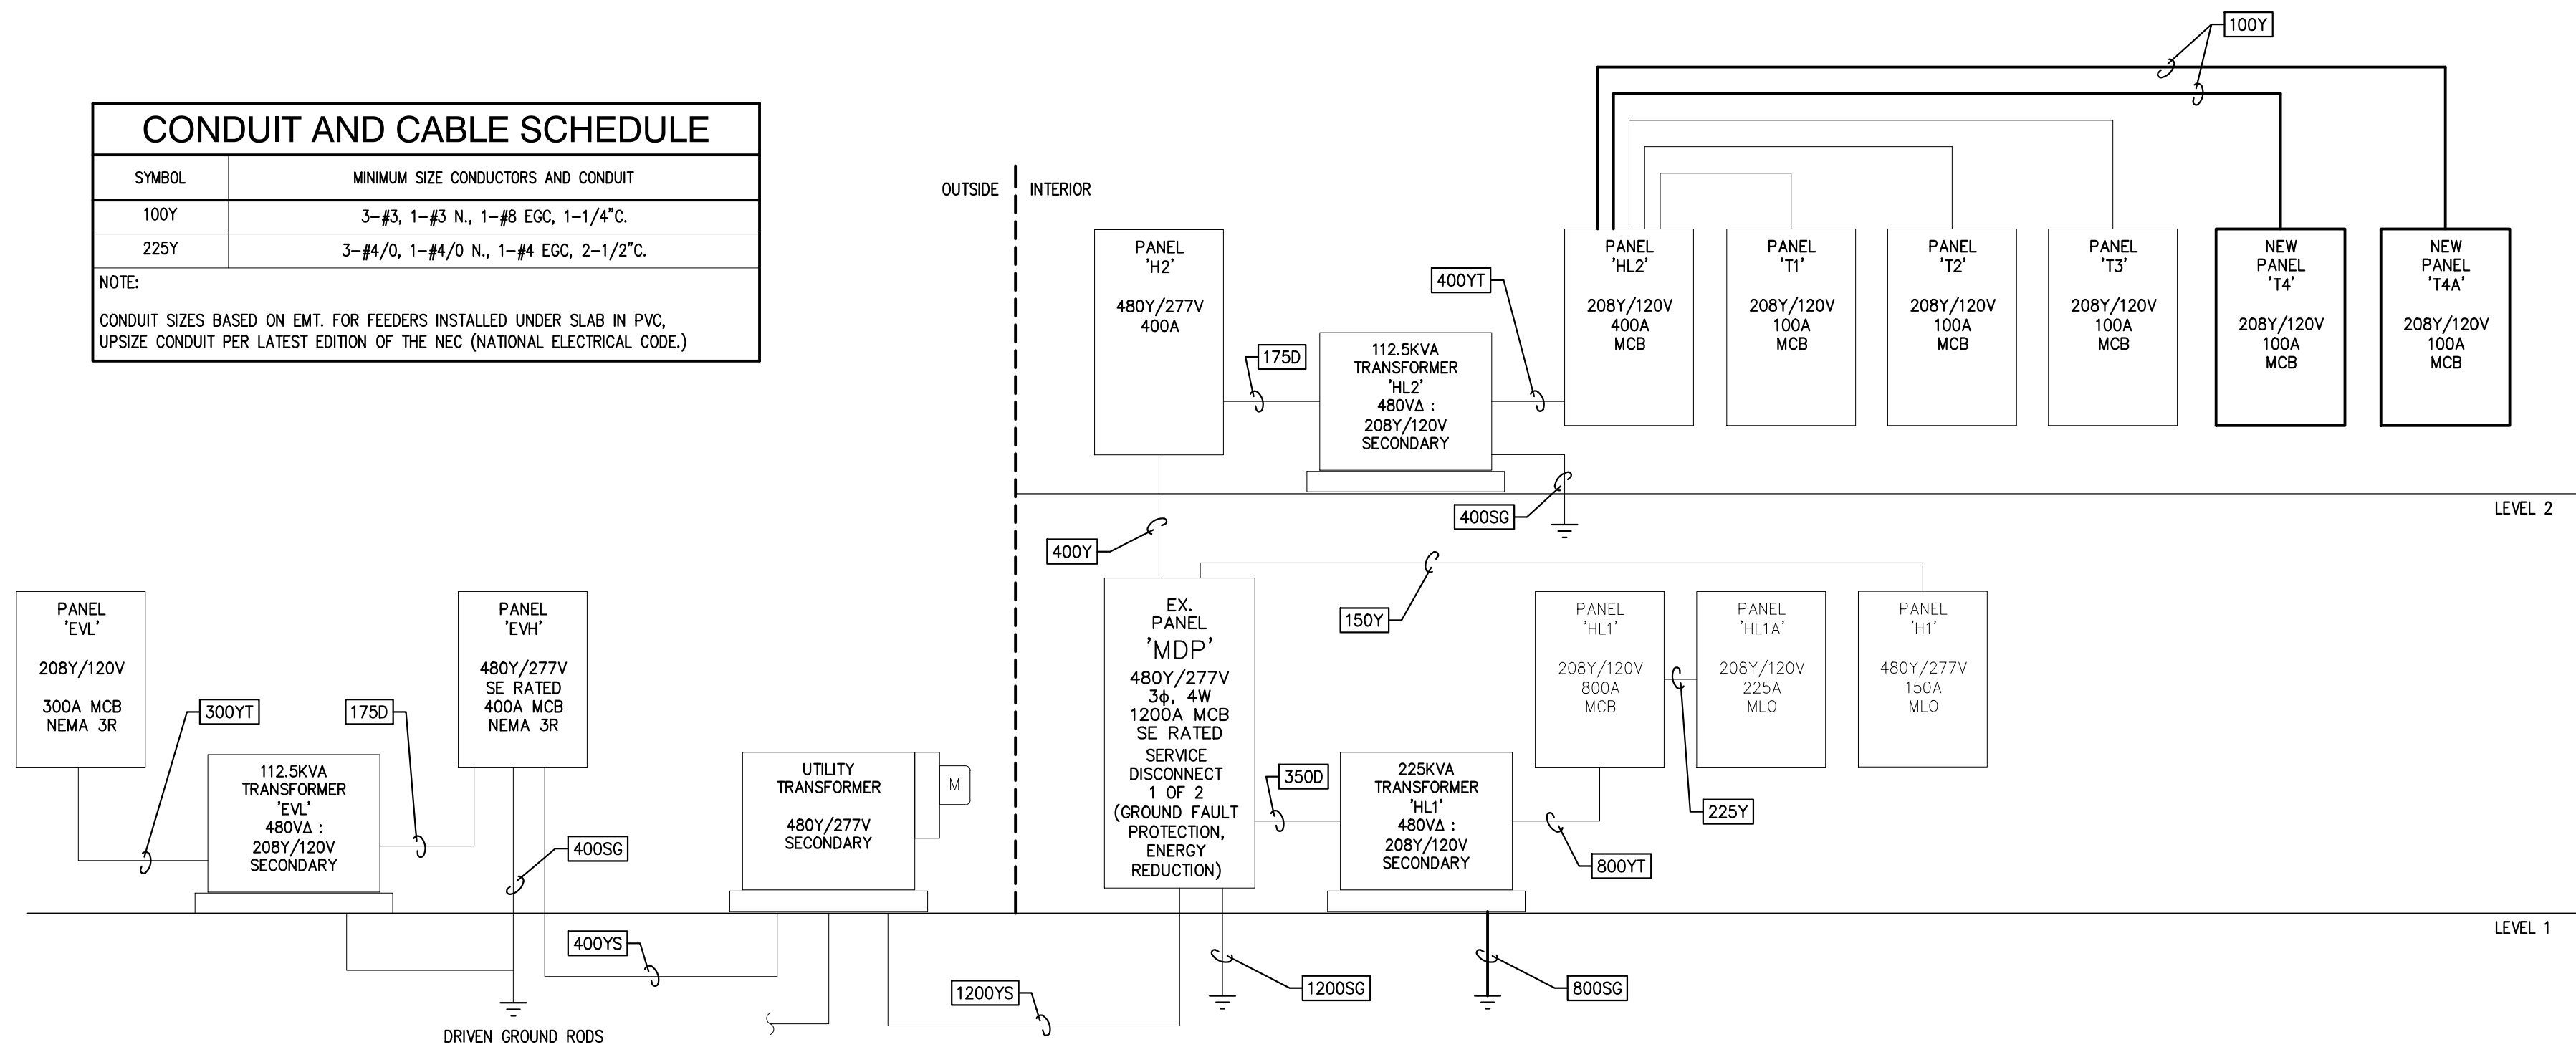 CONDUIT AND CABLE SCHEDULE
SYMBOL MINIMUM SIZE CONDUCTORS AND CONDUIT
100Y 3-#3, 1-#3 N., 1-#8 EGC, 1-1/4"C.
225Y 3-#4/0, 1-#4/0 N., 1-#4 EGC, 2-1/2"C.
NOTE:
CONDUIT SIZES BASED ON EMT. FOR FEEDERS INSTALLED UNDER SLAB IN PVC,
UPSIZE CONDUIT PER LATEST EDITION OF THE NEC (NATIONAL ELECTRICAL CODE.)
OUTSIDE
INTERIOR
100Y
PANEL
'H2'
480Y/277V
400A
175D
112.5KVA
TRANSFORMER
'HL2'
480VΔ :
208Y/120V
SECONDARY
400YT
PANEL
'HL2'
208Y/120V
400A
MCB
PANEL
'T1'
208Y/120V
100A
MCB
PANEL
'T2'
208Y/120V
100A
MCB
PANEL
'T3'
208Y/120V
100A
MCB
NEW
PANEL
'T4'
208Y/120V
100A
MCB
NEW
PANEL
'T4A'
208Y/120V
100A
MCB
400SG
LEVEL 2
400Y
150Y
PANEL
'EVL'
208Y/120V
300A MCB
NEMA 3R
300YT
112.5KVA
TRANSFORMER
'EVL'
480VΔ :
208Y/120V
SECONDARY
175D
PANEL
'EVH'
480Y/277V
SE RATED
400A MCB
NEMA 3R
400SG
UTILITY
TRANSFORMER
480Y/277V
SECONDARY
M
EX.
PANEL
'MDP'
480Y/277V
3ϕ, 4W
1200A MCB
SE RATED
SERVICE
DISCONNECT
1 OF 2
(GROUND FAULT
PROTECTION,
ENERGY
REDUCTION)
350D
225KVA
TRANSFORMER
'HL1'
480VΔ :
208Y/120V
SECONDARY
PANEL
'HL1'
208Y/120V
800A
MCB
PANEL
'HL1A'
208Y/120V
225A
MLO
PANEL
'H1'
480Y/277V
150A
MLO
225Y
800YT
LEVEL 1
400YS
1200YS
1200SG
800SG
DRIVEN GROUND RODS